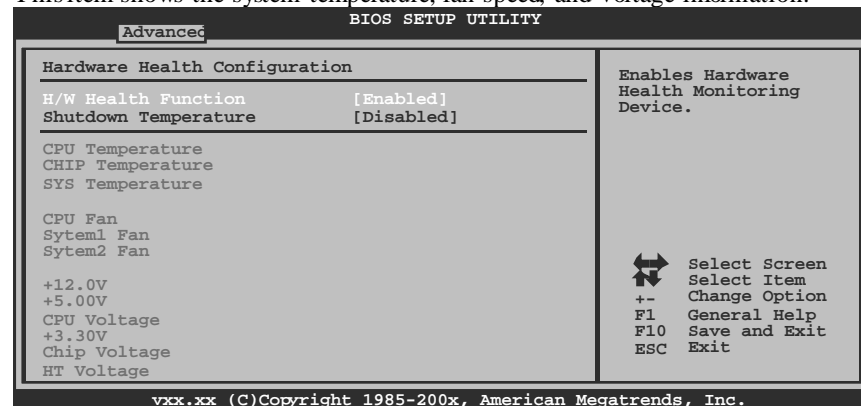 This item shows the system temperature, fan speed, and voltage information.
BIOS SETUP UTILITY
Advanced
Hardware Health Configuration
H/W Health Function [Enabled]
Shutdown Temperature [Disabled]
CPU Temperature
CHIP Temperature
SYS Temperature
CPU Fan
Sytem1 Fan
Sytem2 Fan
+12.0V
+5.00V
CPU Voltage
+3.30V
Chip Voltage
HT Voltage
Enables Hardware
Health Monitoring
Device.
Select Screen
Select Item
+- Change Option
F1 General Help
F10 Save and Exit
ESC Exit
vxx.xx (C)Copyright 1985-200x, American Megatrends, Inc.